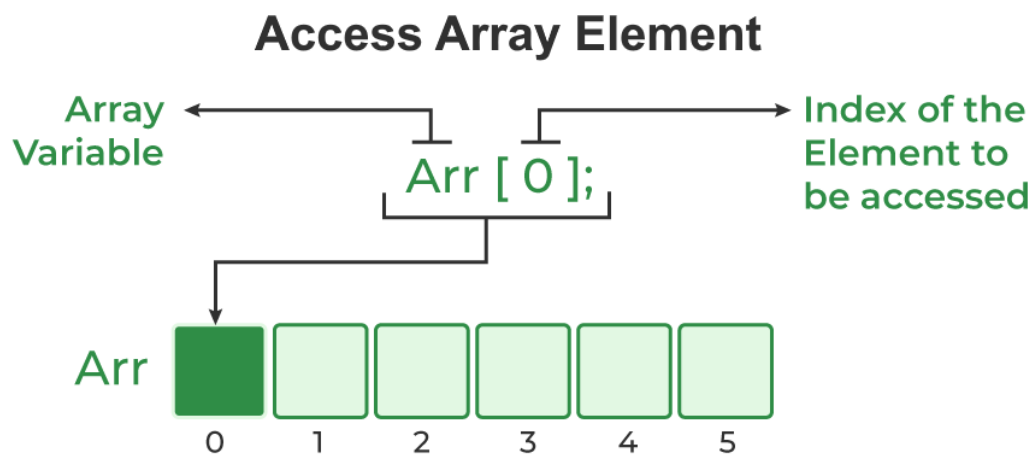 Access Array Element
Array
Variable
Index of the
Element to
be accessed
Arr [ 0 ];
Arr
0 1 2 3 4 5